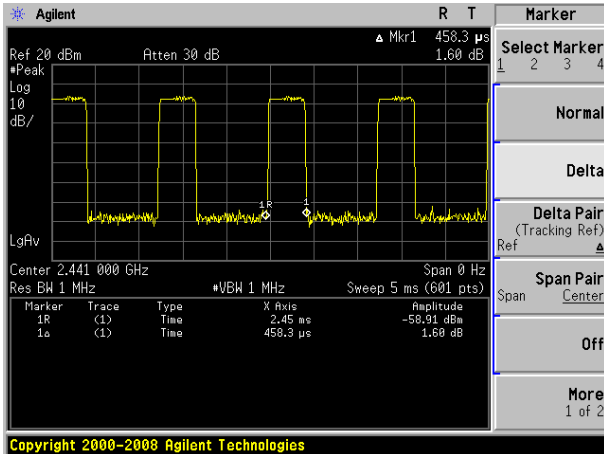 Agilent R T Marker
Δ Mkr1 458.3 µs
Ref 20 dBm Atten 30 dB 1.60 dB
#Peak
Log
10
dB/
1R 1
LgAv
Center 2.441 000 GHz Span 0 Hz
Res BW 1 MHz #VBW 1 MHz Sweep 5 ms (601 pts)
Marker Trace Type X Axis Amplitude
1R (1) Time 2.45 ms -58.91 dBm
1Δ (1) Time 458.3 µs 1.60 dB
Select Marker
1 2 3 4
Normal
Delta
Delta Pair
(Tracking Ref)
Ref Δ
Span Pair
Span Center
Off
More
1 of 2
Copyright 2000-2008 Agilent Technologies